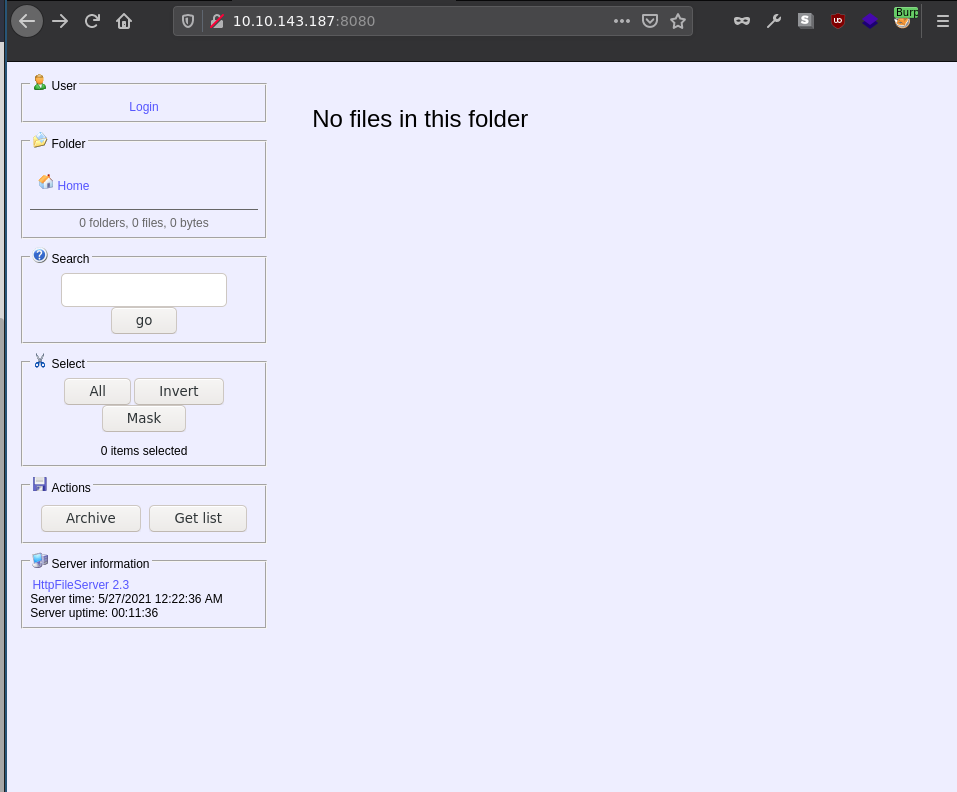 10.10.143.187:8080
Burp
User
Login
No files in this folder
Folder
Home
0 folders, 0 files, 0 bytes
Search
go
Select
All Invert
Mask
0 items selected
Actions
Archive Get list
Server information
HttpFileServer 2.3
Server time: 5/27/2021 12:22:36 AM
Server uptime: 00:11:36